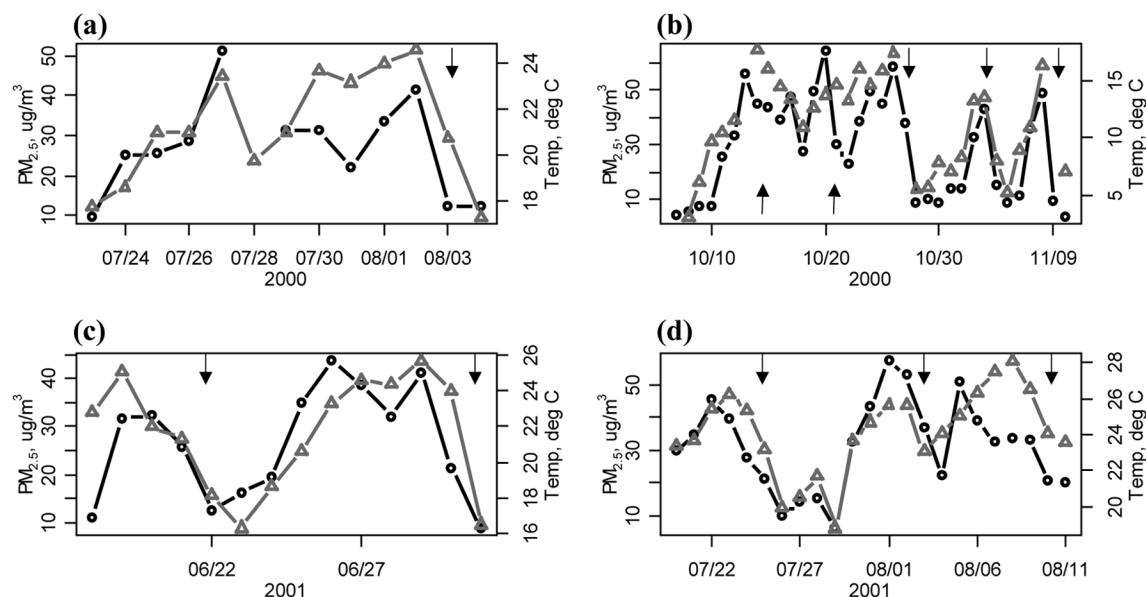 (a)
PM2.5, ug/m3
50
40
30
20
10
24
22
20
18
Temp, deg C
07/24 07/26 07/28 07/30 08/01 08/03
2000
(b)
PM2.5, ug/m3
50
30
10
15
10
5
Temp, deg C
10/10 10/20 10/30 11/09
2000
(c)
PM2.5, ug/m3
40
30
20
10
26
24
22
20
18
16
Temp, deg C
06/22 06/27
2001
(d)
PM2.5, ug/m3
50
30
10
28
26
24
22
20
Temp, deg C
07/22 07/27 08/01 08/06 08/11
2001